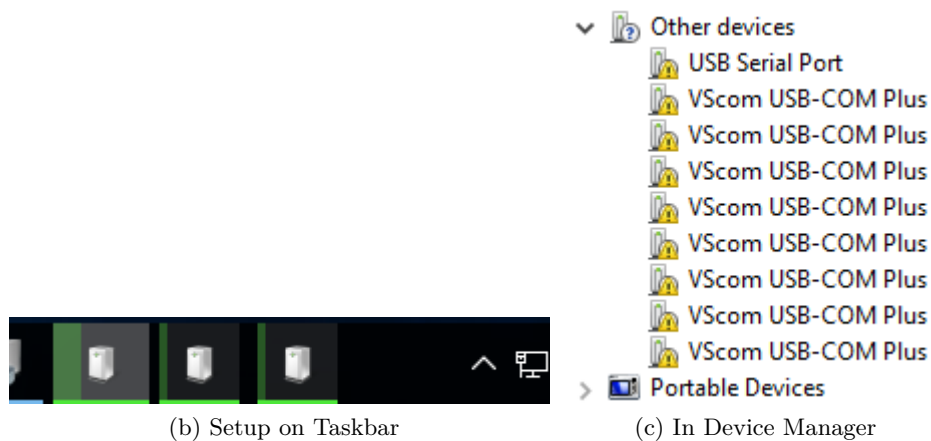 Other devices
USB Serial Port
VScom USB-COM Plus
VScom USB-COM Plus
VScom USB-COM Plus
VScom USB-COM Plus
VScom USB-COM Plus
VScom USB-COM Plus
VScom USB-COM Plus
VScom USB-COM Plus
Portable Devices
(b) Setup on Taskbar
(c) In Device Manager